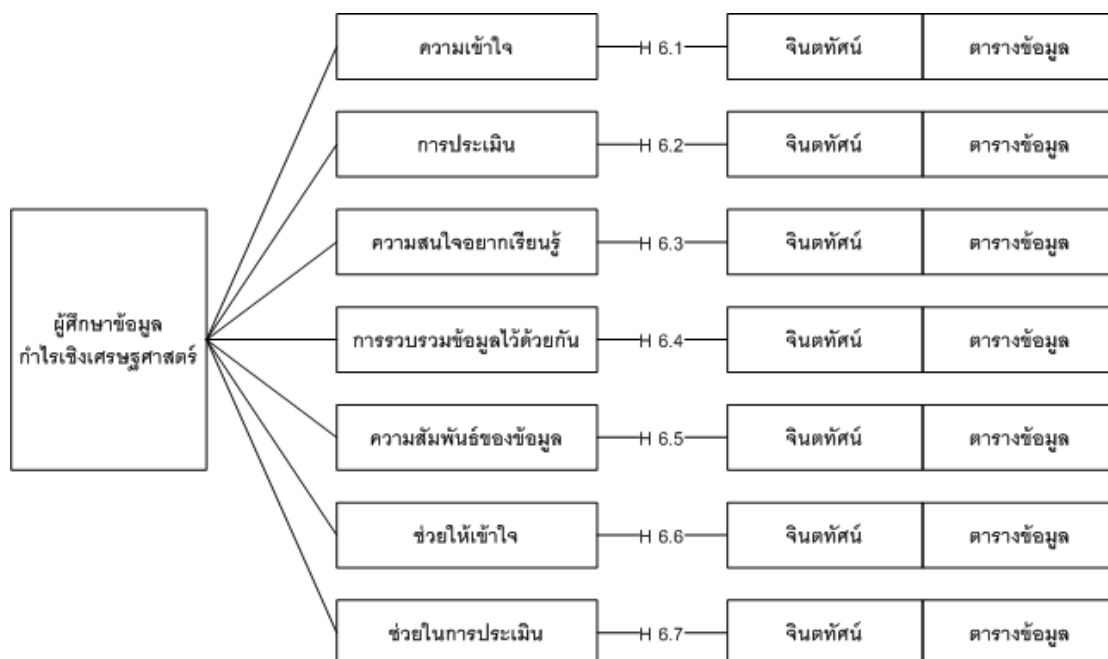 ความเข้าใจ H 6.1 จินตทัศน์ ตารางข้อมูล
การประเมิน H 6.2 จินตทัศน์ ตารางข้อมูล
ความสนใจอยากเรียนรู้ H 6.3 จินตทัศน์ ตารางข้อมูล
ผู้ศึกษาข้อมูล
กำไรเชิงเศรษฐศาสตร์
การรวบรวมข้อมูลไว้ด้วยกัน H 6.4 จินตทัศน์ ตารางข้อมูล
ความสัมพันธ์ของข้อมูล H 6.5 จินตทัศน์ ตารางข้อมูล
ช่วยให้เข้าใจ H 6.6 จินตทัศน์ ตารางข้อมูล
ช่วยในการประเมิน H 6.7 จินตทัศน์ ตารางข้อมูล